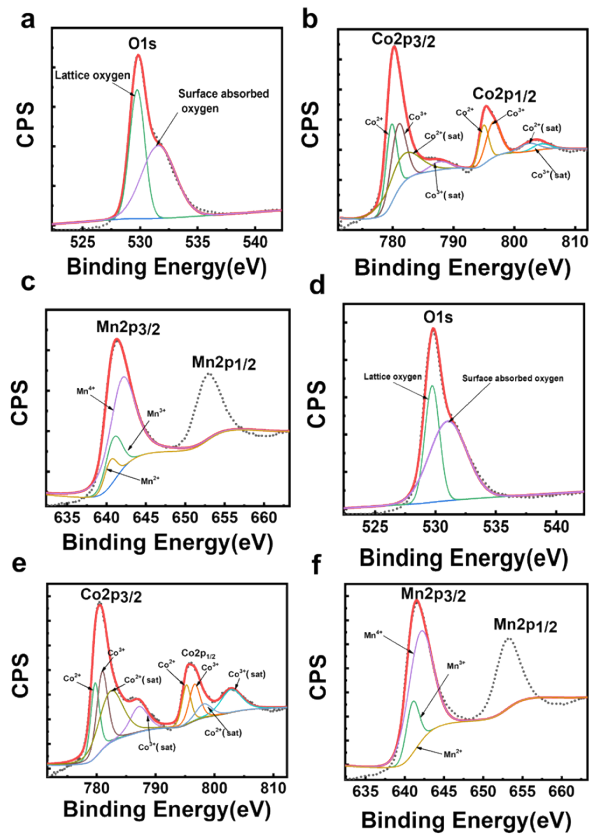 a
O1s
Lattice oxygen
Surface absorbed
oxygen
CPS
525 530 535 540
Binding Energy(eV)
b
Co2p3/2
Co2p1/2
Co²⁺
Co³⁺
Co²⁺(sat)
Co³⁺(sat)
Co²⁺
Co³⁺
Co²⁺(sat)
Co³⁺(sat)
CPS
780 790 800 810
Binding Energy(eV)
c
Mn2p3/2
Mn2p1/2
Mn⁴⁺
Mn³⁺
Mn²⁺
CPS
635 640 645 650 655 660
Binding Energy(eV)
d
O1s
Lattice oxygen
Surface absorbed oxygen
CPS
525 530 535 540
Binding Energy(eV)
e
Co2p3/2
Co2p1/2
Co²⁺
Co³⁺
Co²⁺(sat)
Co³⁺(sat)
Co²⁺
Co³⁺
Co³⁺(sat)
Co²⁺(sat)
CPS
780 790 800 810
Binding Energy(eV)
f
Mn2p3/2
Mn2p1/2
Mn⁴⁺
Mn³⁺
Mn²⁺
CPS
635 640 645 650 655 660
Binding Energy(eV)